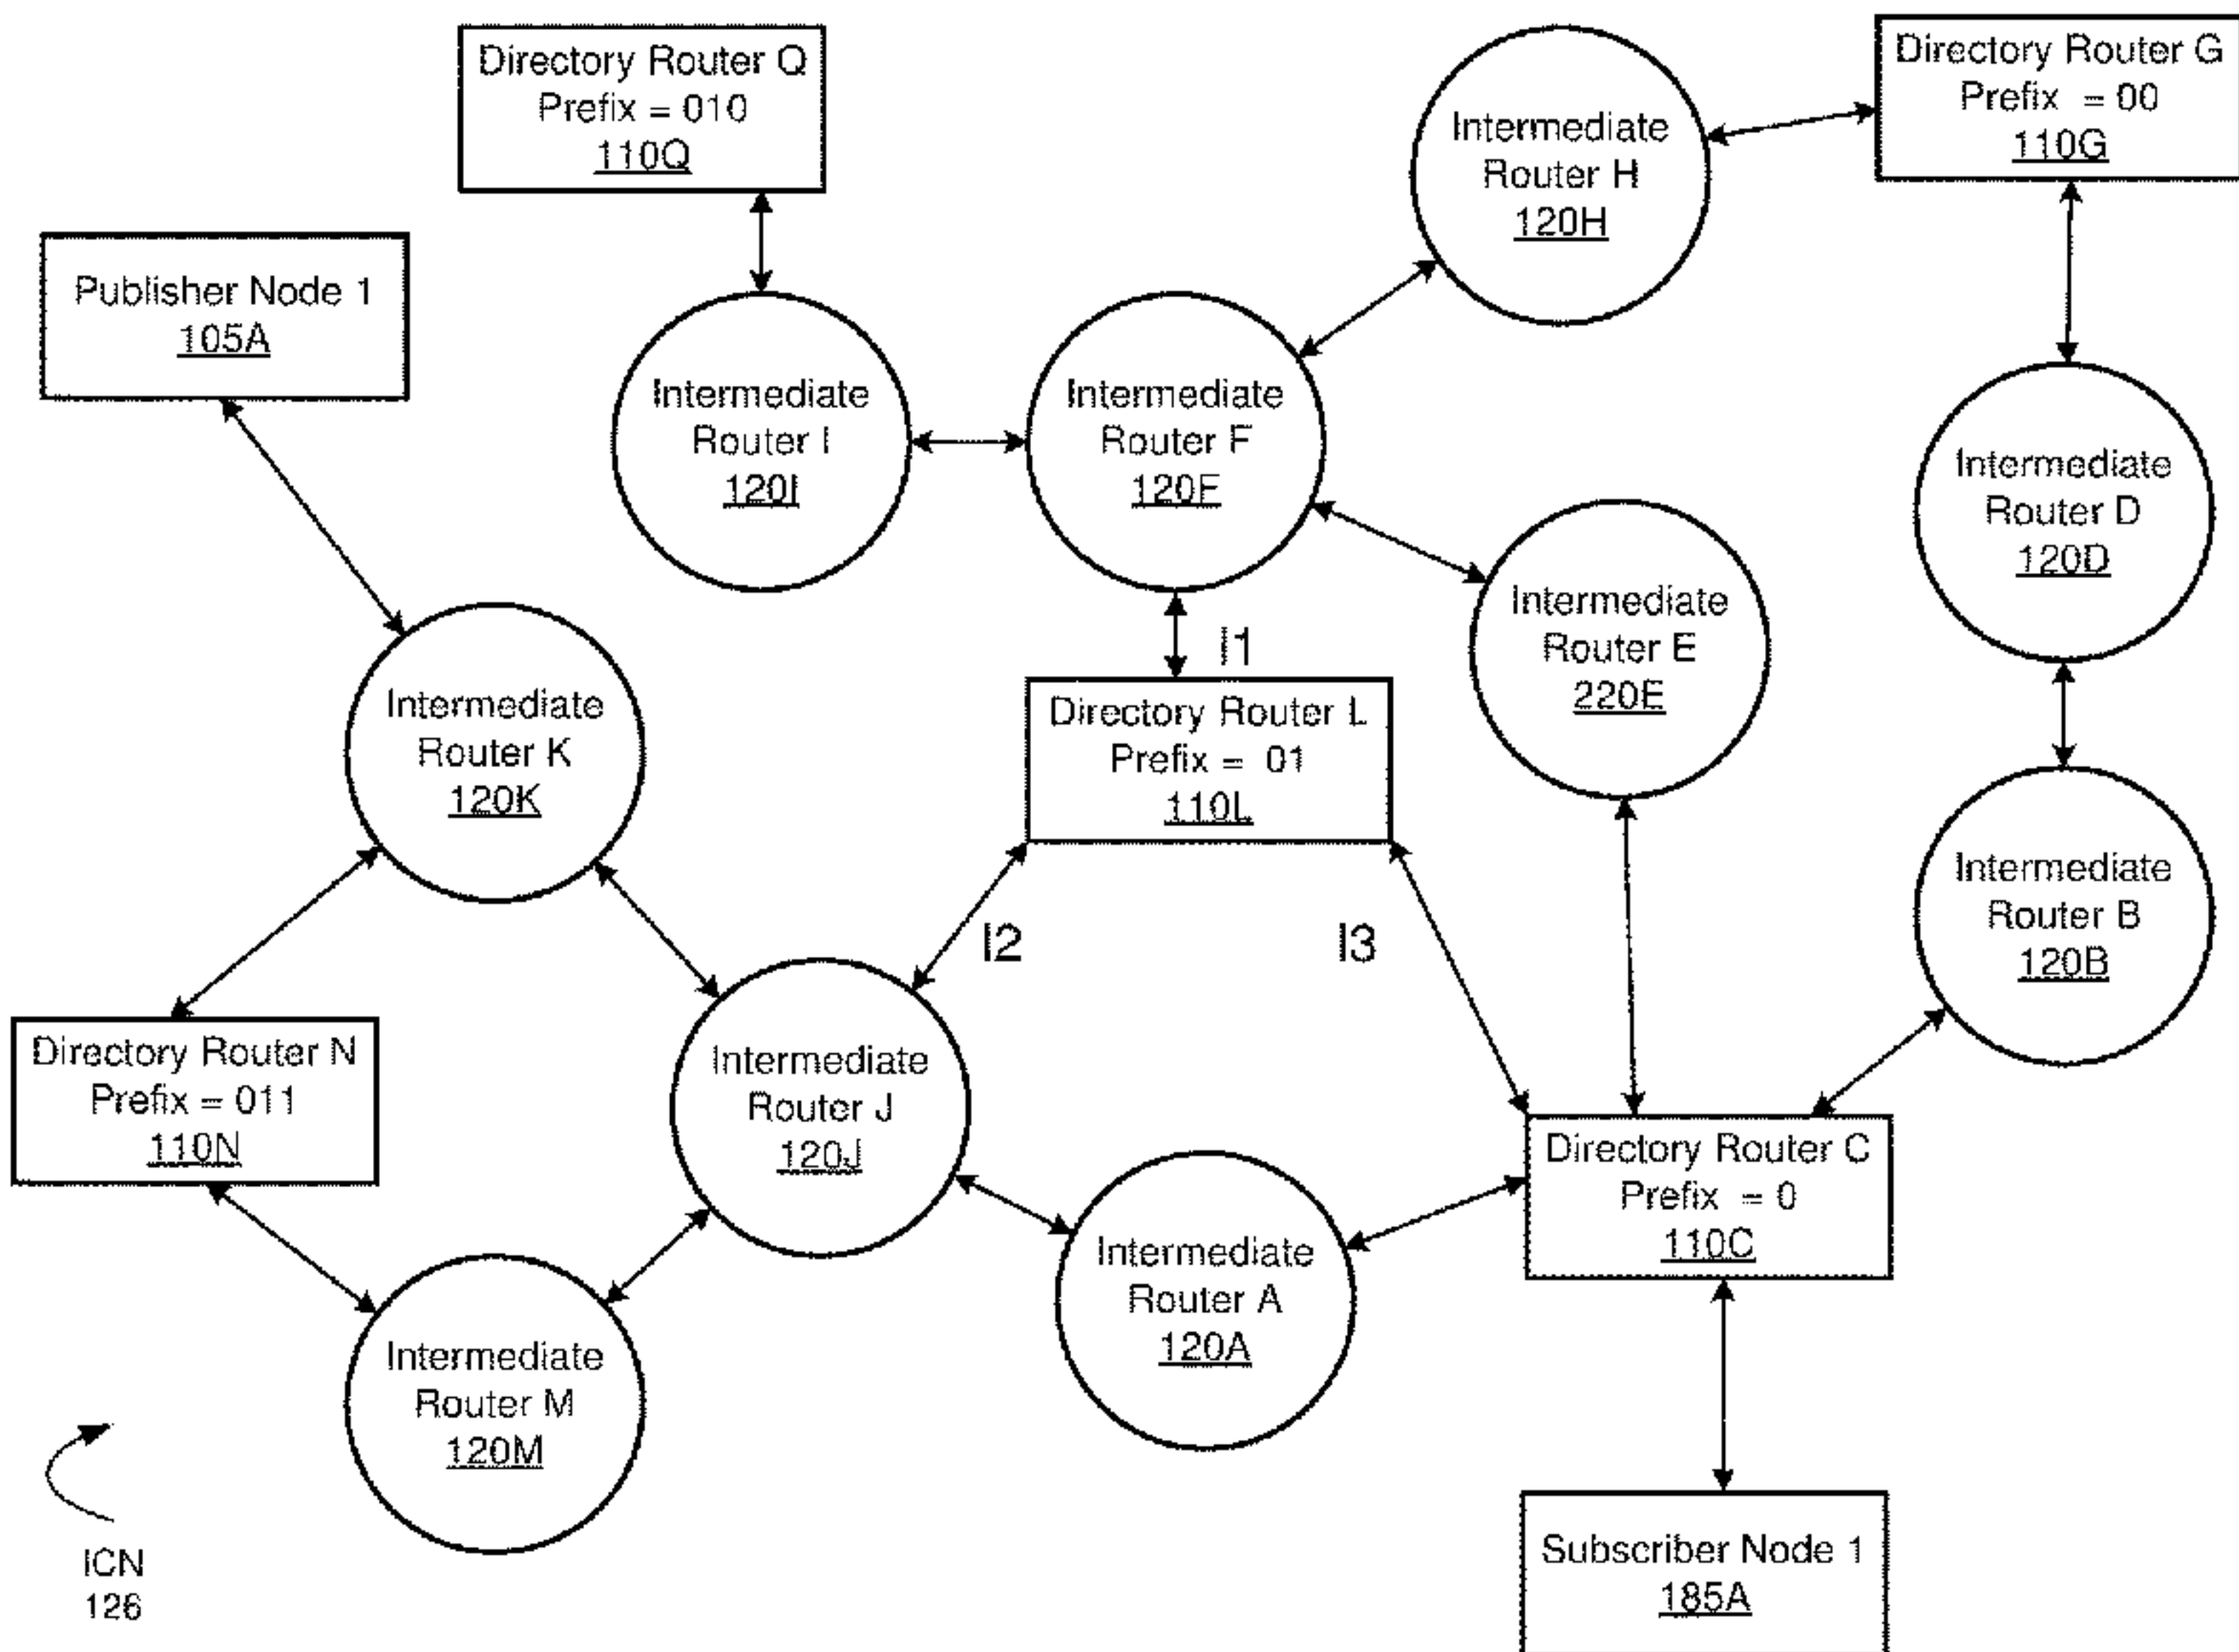 Directory Router Q
Prefix = 010
110Q
Directory Router G
Prefix = 00
110G
Intermediate
Router H
120H
Publisher Node 1
105A
Intermediate
Router I
120I
Intermediate
Router F
120F
Intermediate
Router D
120D
Intermediate
Router E
220E
I1
Intermediate
Router K
120K
Directory Router L
Prefix = 01
110L
Intermediate
Router B
120B
I2
I3
Directory Router N
Prefix = 011
110N
Intermediate
Router J
120J
Directory Router C
Prefix = 0
110C
Intermediate
Router A
120A
Intermediate
Router M
120M
Subscriber Node 1
185A
ICN
126